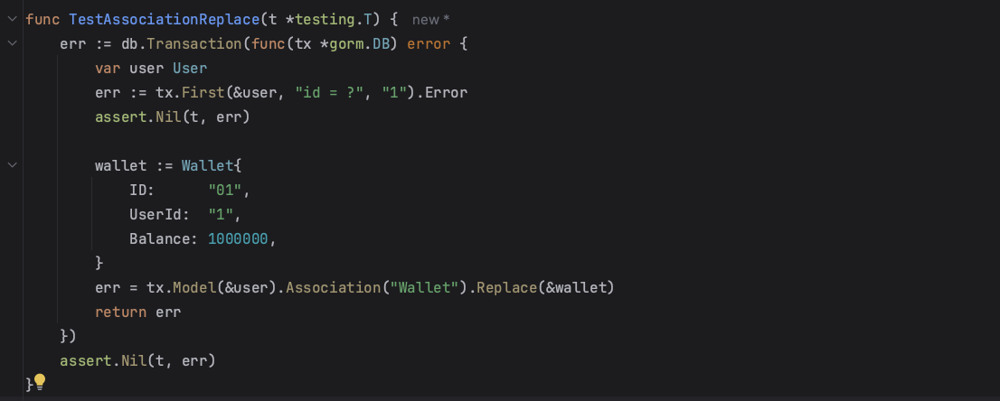 func TestAssociationReplace(t *testing.T) { new *
    err := db.Transaction(func(tx *gorm.DB) error {
        var user User
        err := tx.First(&user, "id = ?", "1").Error
        assert.Nil(t, err)

        wallet := Wallet{
            ID:      "01",
            UserId:  "1",
            Balance: 1000000,
        }
        err = tx.Model(&user).Association("Wallet").Replace(&wallet)
        return err
    })
    assert.Nil(t, err)
}